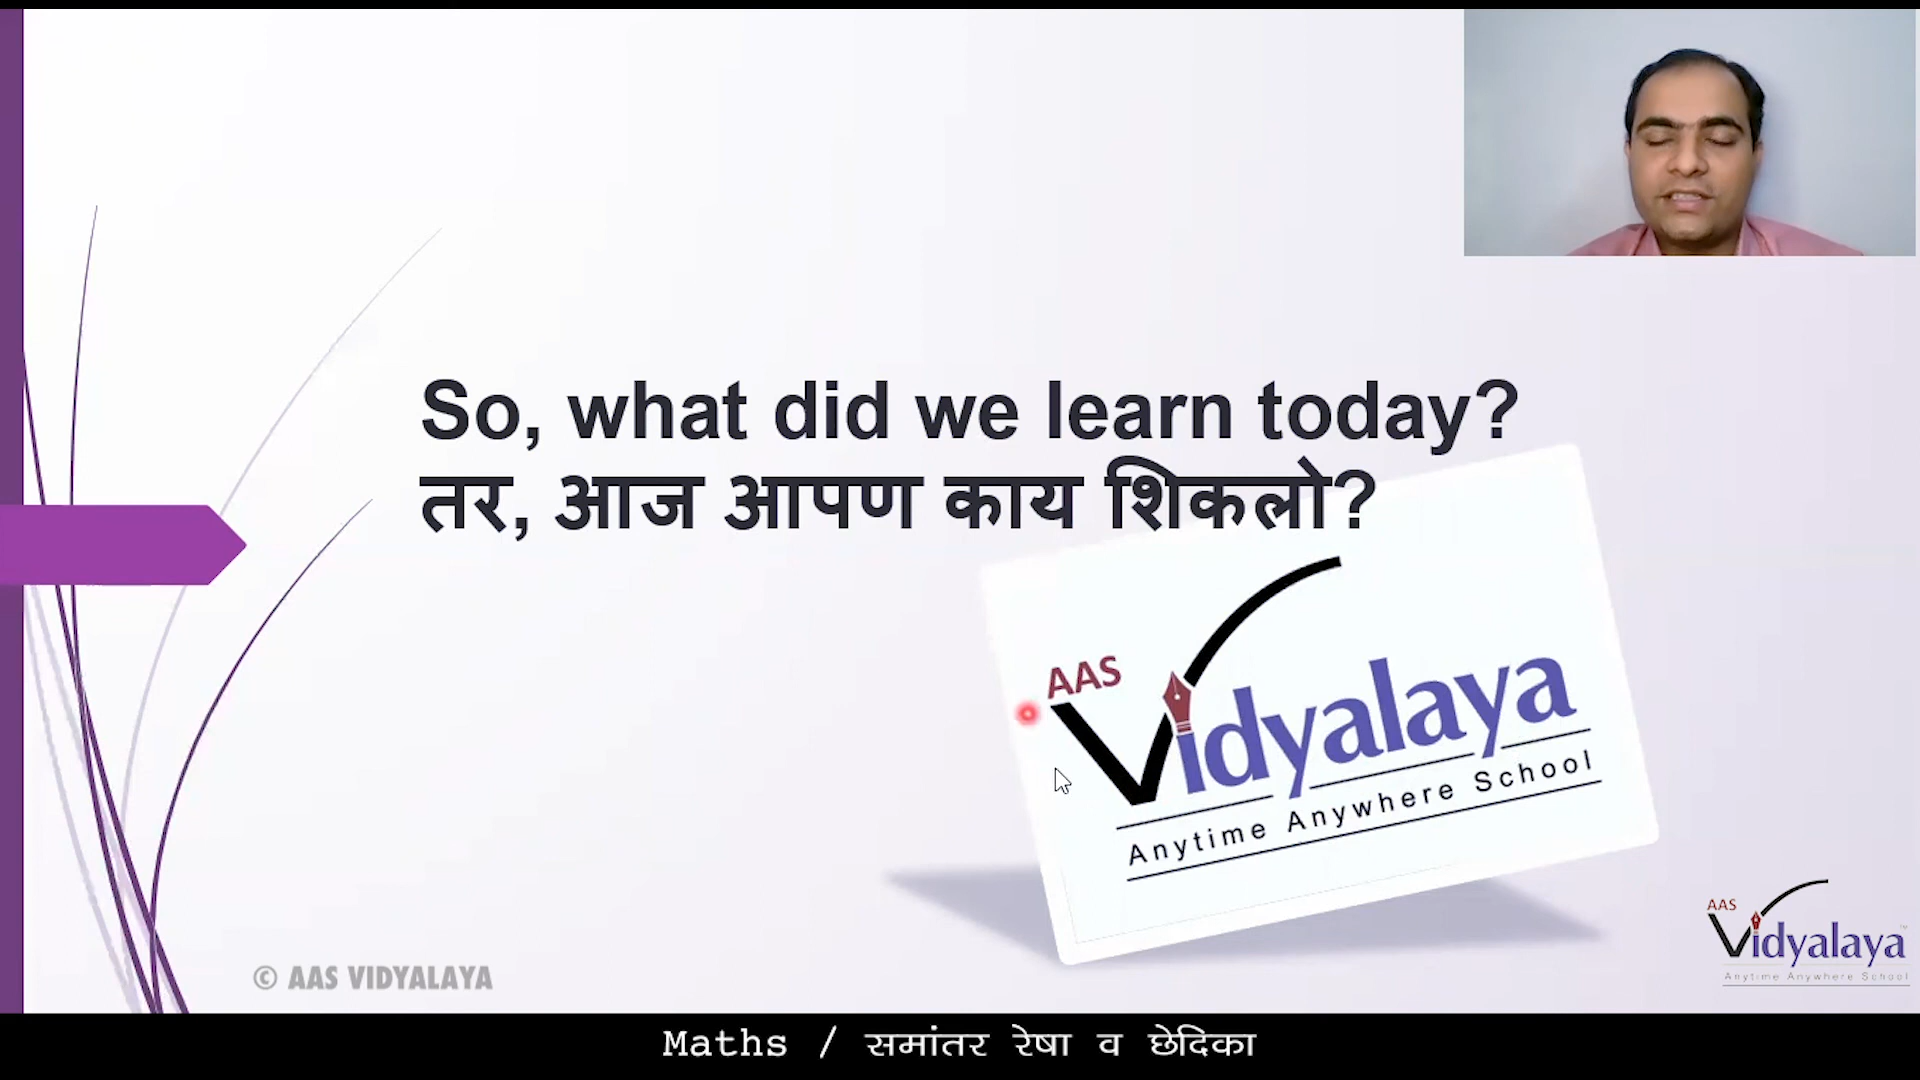 So, what did we learn today?
तर, आज आपण काय शिकलो?
AAS
Vidyalaya
Anytime Anywhere School
AAS
Vidyalaya
Anytime Anywhere School
© AAS VIDYALAYA
Maths / समांतर रेषा व छेदिका